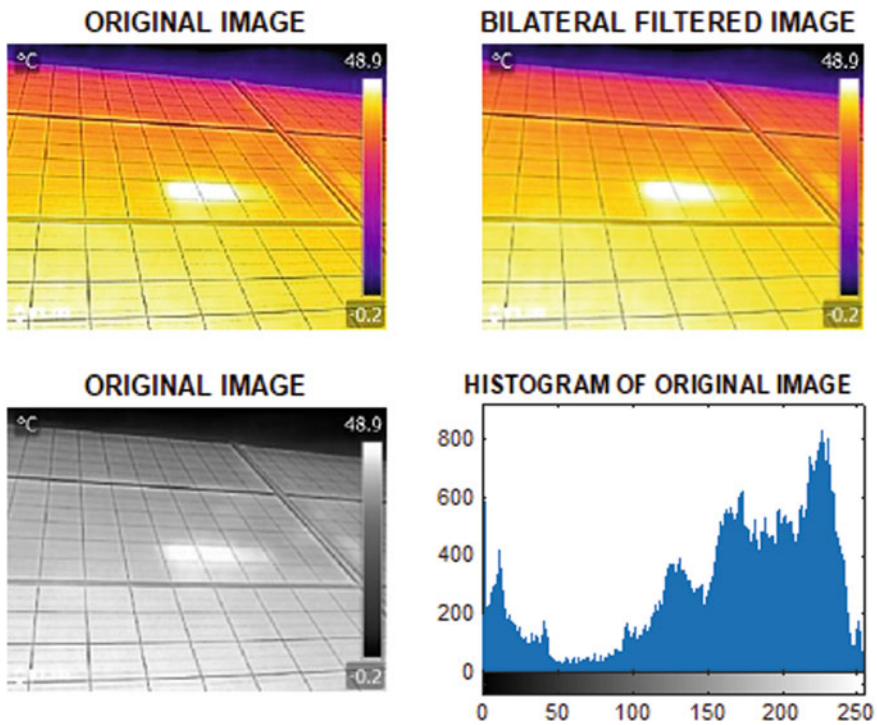 ORIGINAL IMAGE
°C
48.9
-0.2
BILATERAL FILTERED IMAGE
°C
48.9
-0.2
ORIGINAL IMAGE
°C
48.9
-0.2
HISTOGRAM OF ORIGINAL IMAGE
800
600
400
200
0
0 50 100 150 200 250